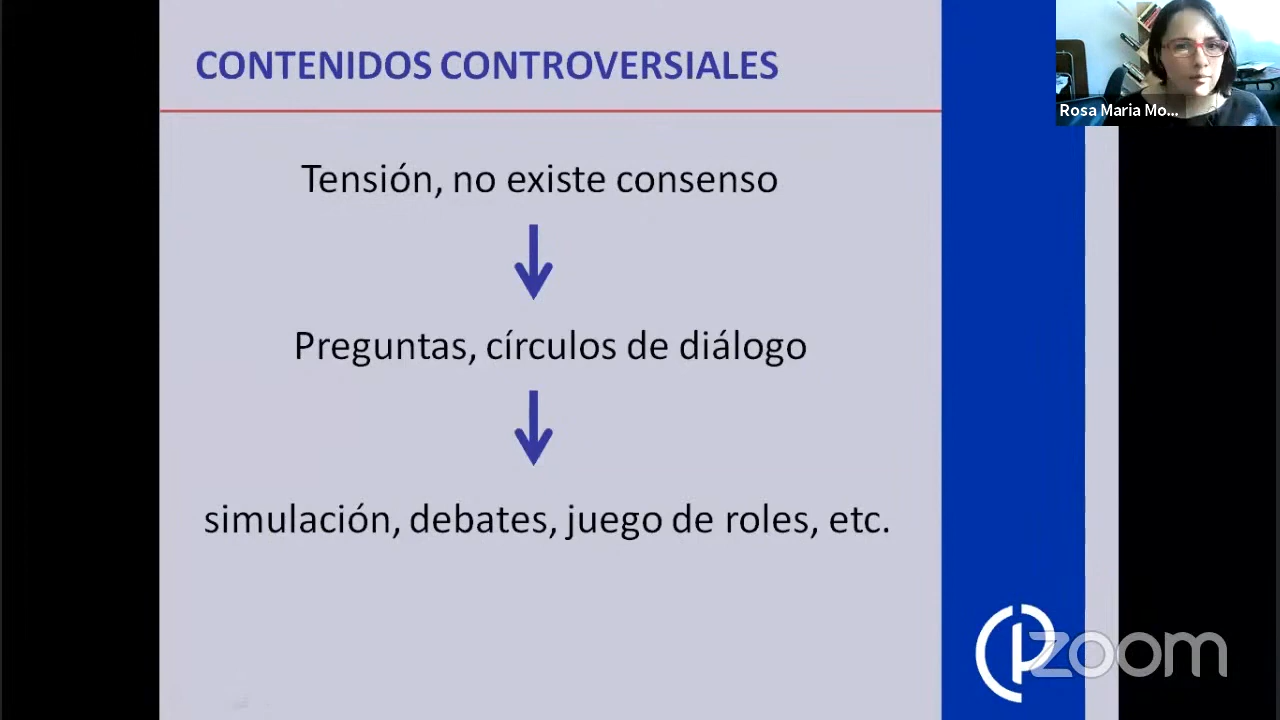 CONTENIDOS CONTROVERSIALES
Rosa Maria Mo...
Tensión, no existe consenso
Preguntas, círculos de diálogo
simulación, debates, juego de roles, etc.
zoom